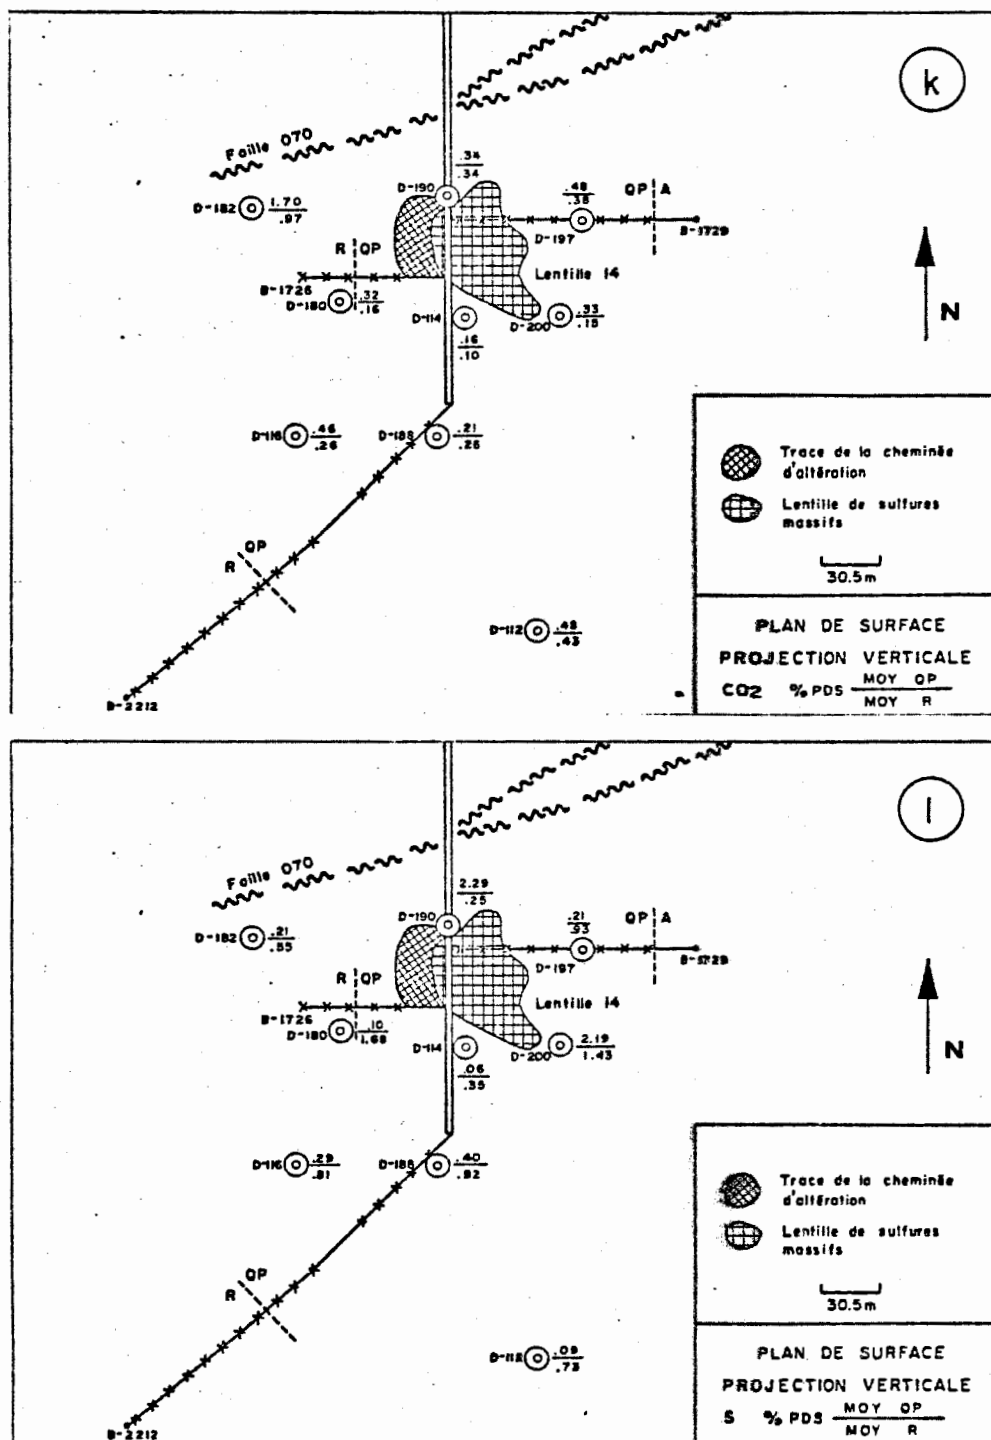 k
Faille 070
.34
.34
D-190
D-182
1.70
.97
.48
.38
QP A
D-197
B-1729
R QP
Lentille 14
B-1726
D-180
.32
.16
D-114
.16
.10
D-200
.33
.15
N
D-116
.46
.26
D-188
.21
.26
QP
R
D-112
.48
.43
B-2212
Trace de la cheminée
d'altération
Lentille de sulfures
massifs
30.5m
PLAN DE SURFACE
PROJECTION VERTICALE
CO2 % PDS MOY QP
MOY R
l
Faille 070
2.29
.25
D-190
D-182
.21
.55
.21
.93
QP A
D-197
B-1729
R QP
Lentille 14
B-1726
D-180
.10
1.68
D-114
.06
.35
D-200
2.19
1.43
N
D-116
.29
.81
D-188
.40
.92
QP
R
D-112
.09
.73
B-2212
Trace de la cheminée
d'altération
Lentille de sulfures
massifs
30.5m
PLAN DE SURFACE
PROJECTION VERTICALE
S % PDS MOY QP
MOY R